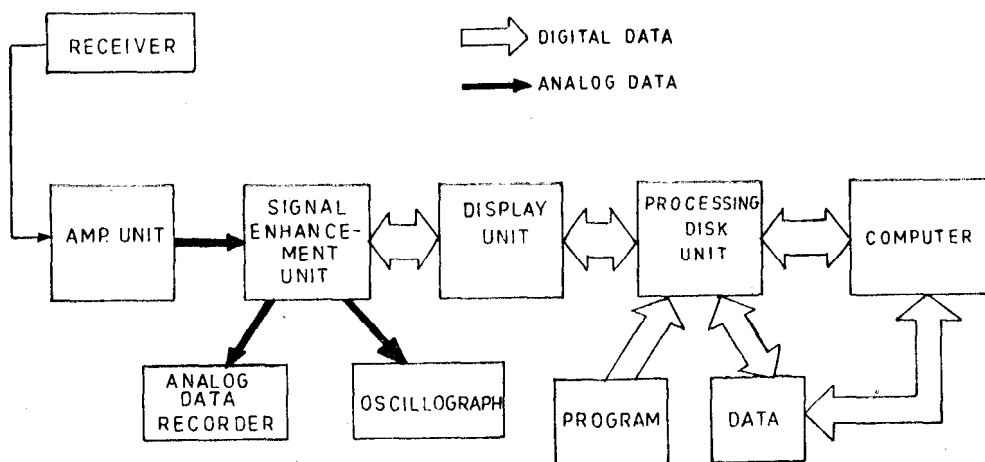 RECEIVER
DIGITAL DATA
ANALOG DATA
AMP. UNIT
SIGNAL
ENHANCE-
MENT
UNIT
DISPLAY
UNIT
PROCESSING
DISK
UNIT
COMPUTER
ANALOG
DATA
RECORDER
OSCILLOGRAPH
PROGRAM
DATA